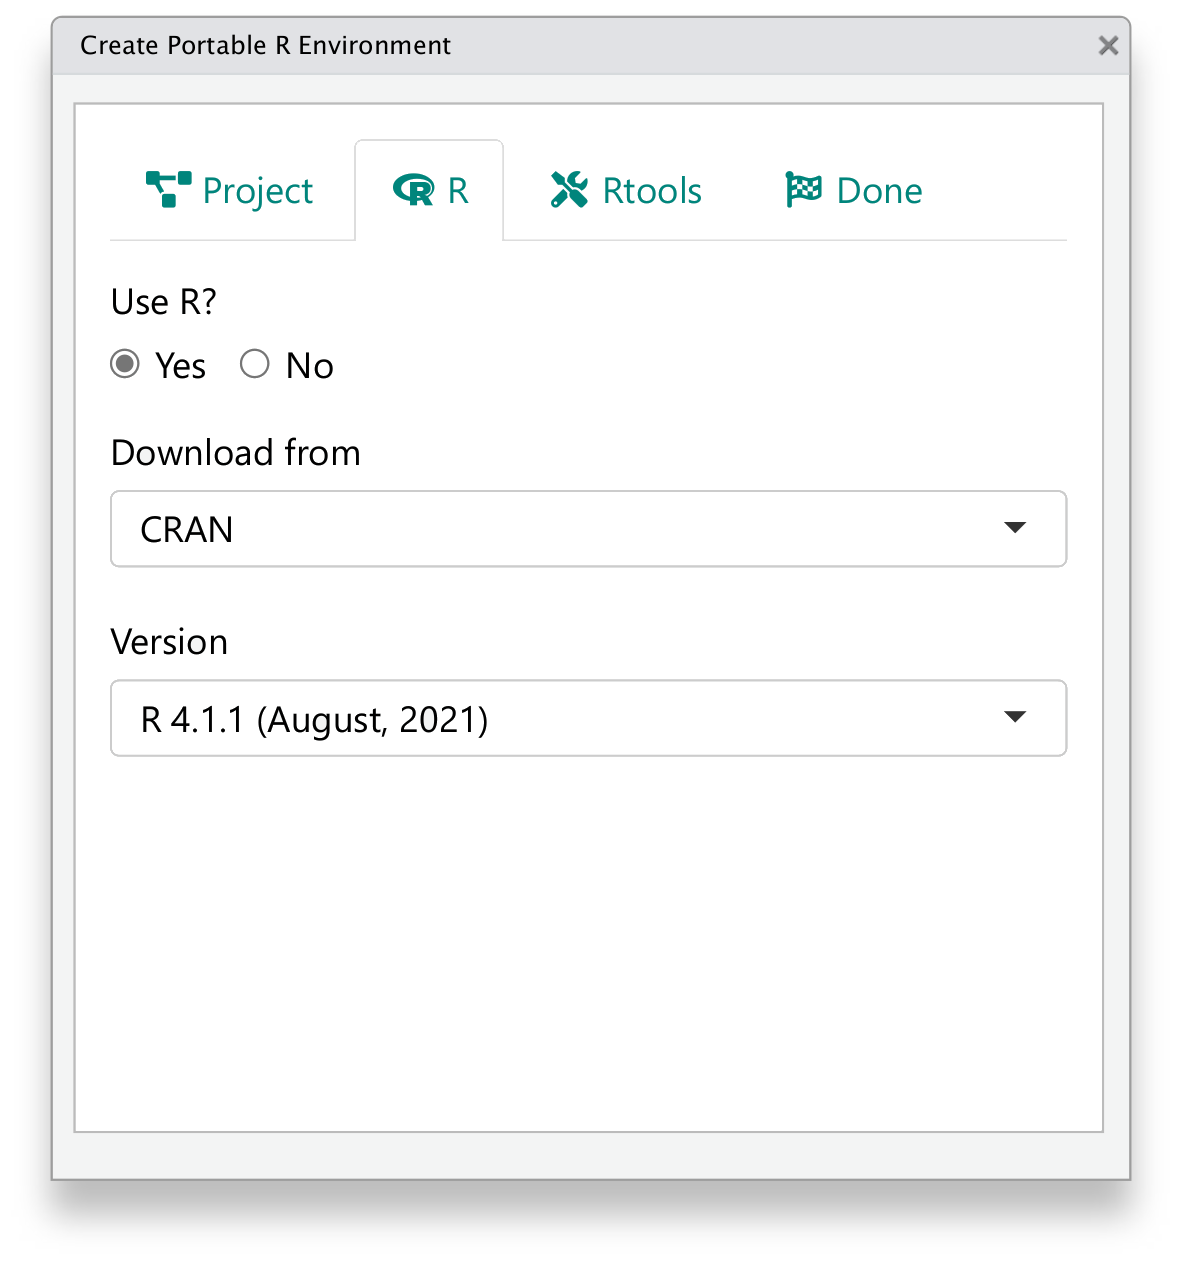 Create Portable R Environment
Project R Rtools Done
Use R?
Yes No
Download from
CRAN
Version
R 4.1.1 (August, 2021)